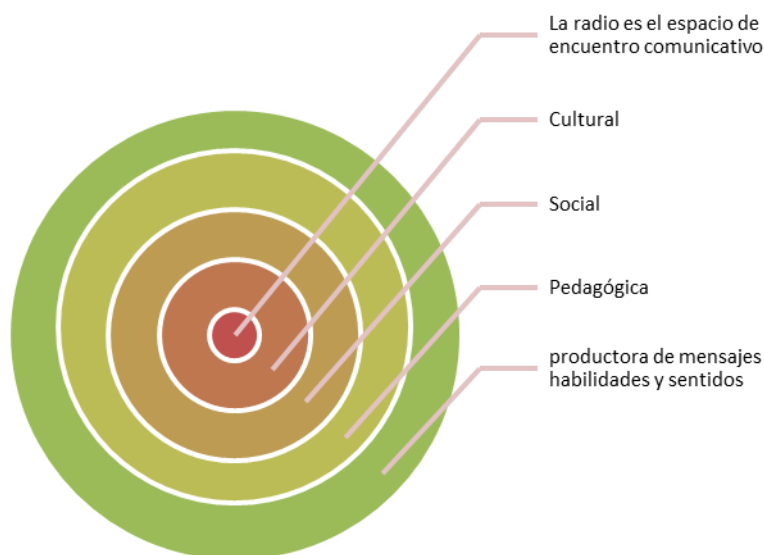 La radio es el espacio de
encuentro comunicativo
Cultural
Social
Pedagógica
productora de mensajes
habilidades y sentidos